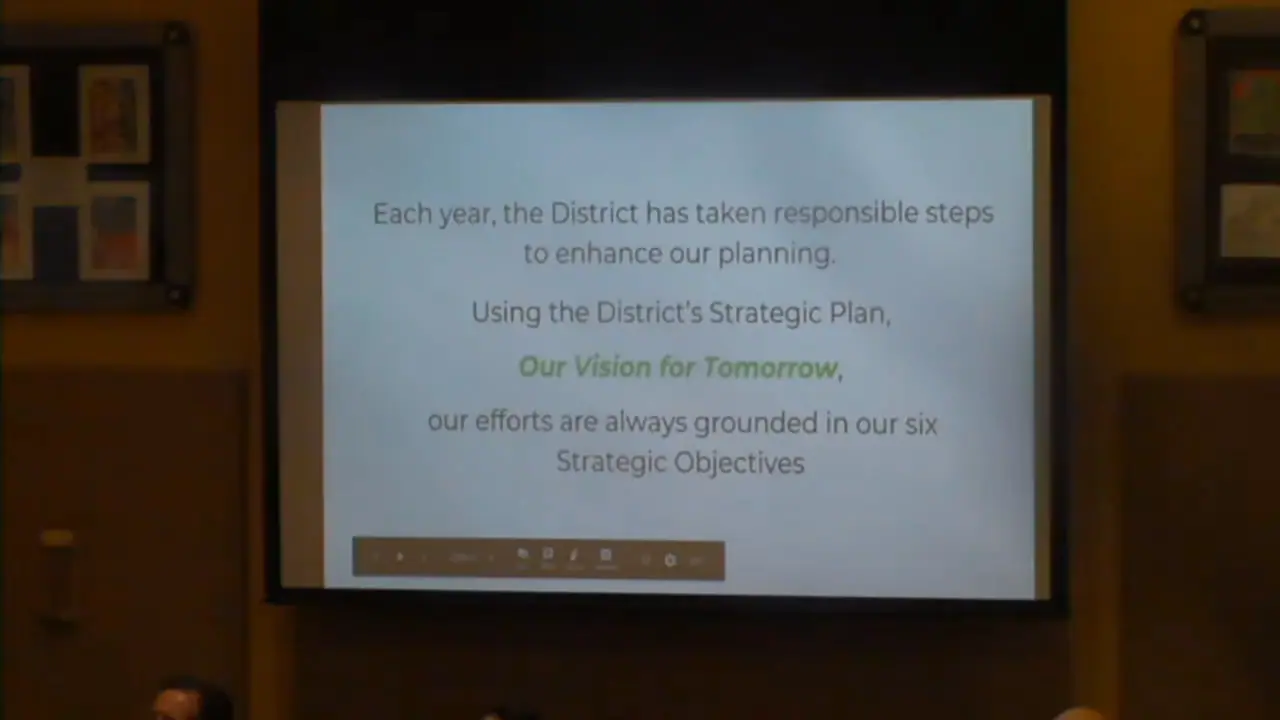 Each year, the District has taken responsible steps
to enhance our planning.
Using the District's Strategic Plan,
Our Vision for Tomorrow,
our efforts are always grounded in our six
Strategic Objectives